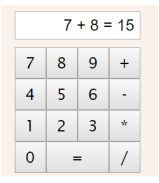 7 + 8 = 15
7 8 9 +
4 5 6 -
1 2 3 *
0 = /